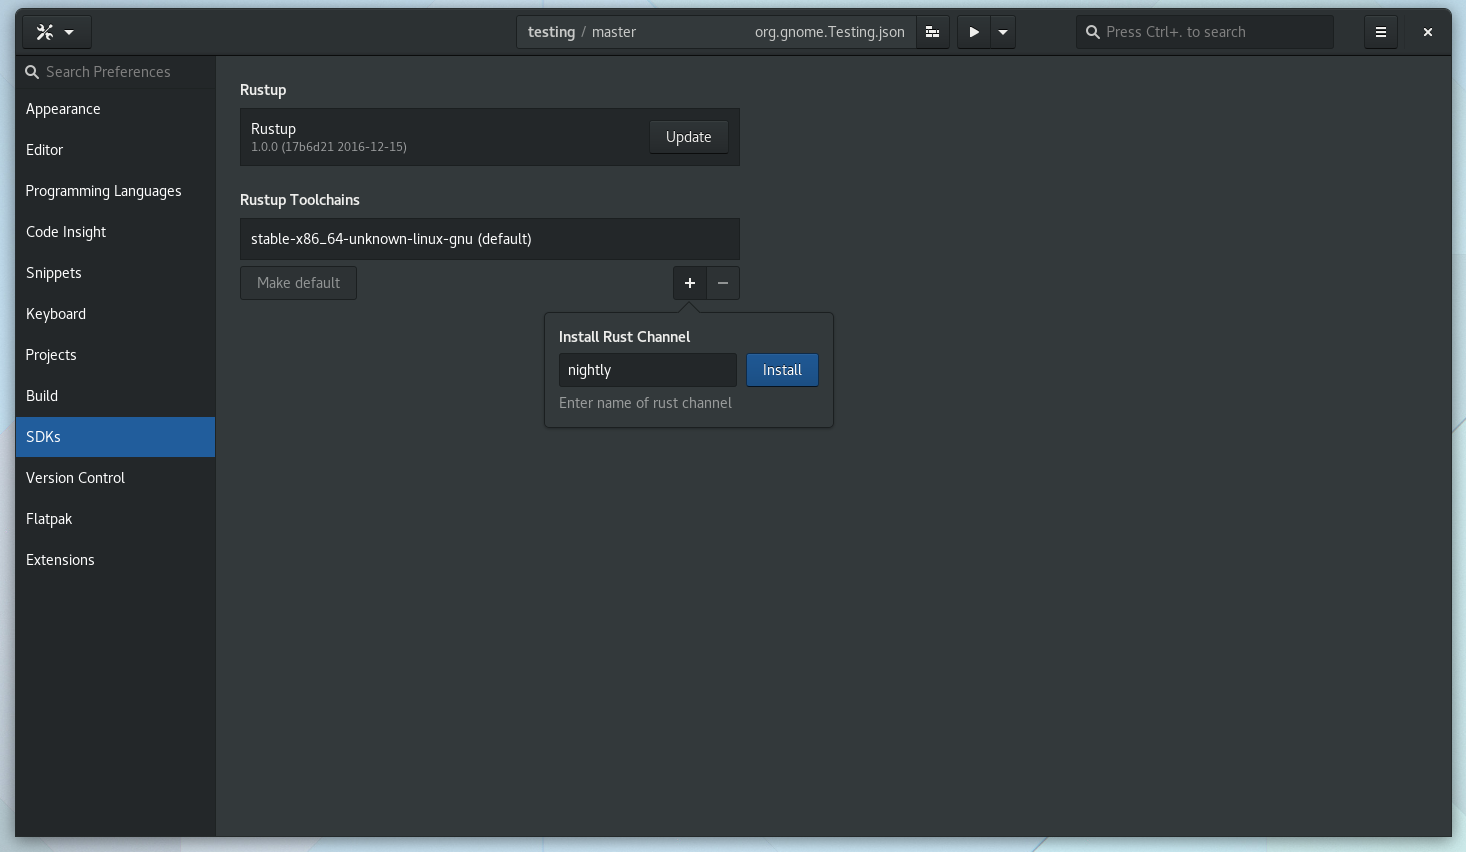 testing / master org.gnome.Testing.json Press Ctrl+. to search
Search Preferences
Appearance
Editor
Programming Languages
Code Insight
Snippets
Keyboard
Projects
Build
SDKs
Version Control
Flatpak
Extensions
Rustup
Rustup
1.0.0 (17b6d21 2016-12-15)
Update
Rustup Toolchains
stable-x86_64-unknown-linux-gnu (default)
Make default
Install Rust Channel
nightly Install
Enter name of rust channel